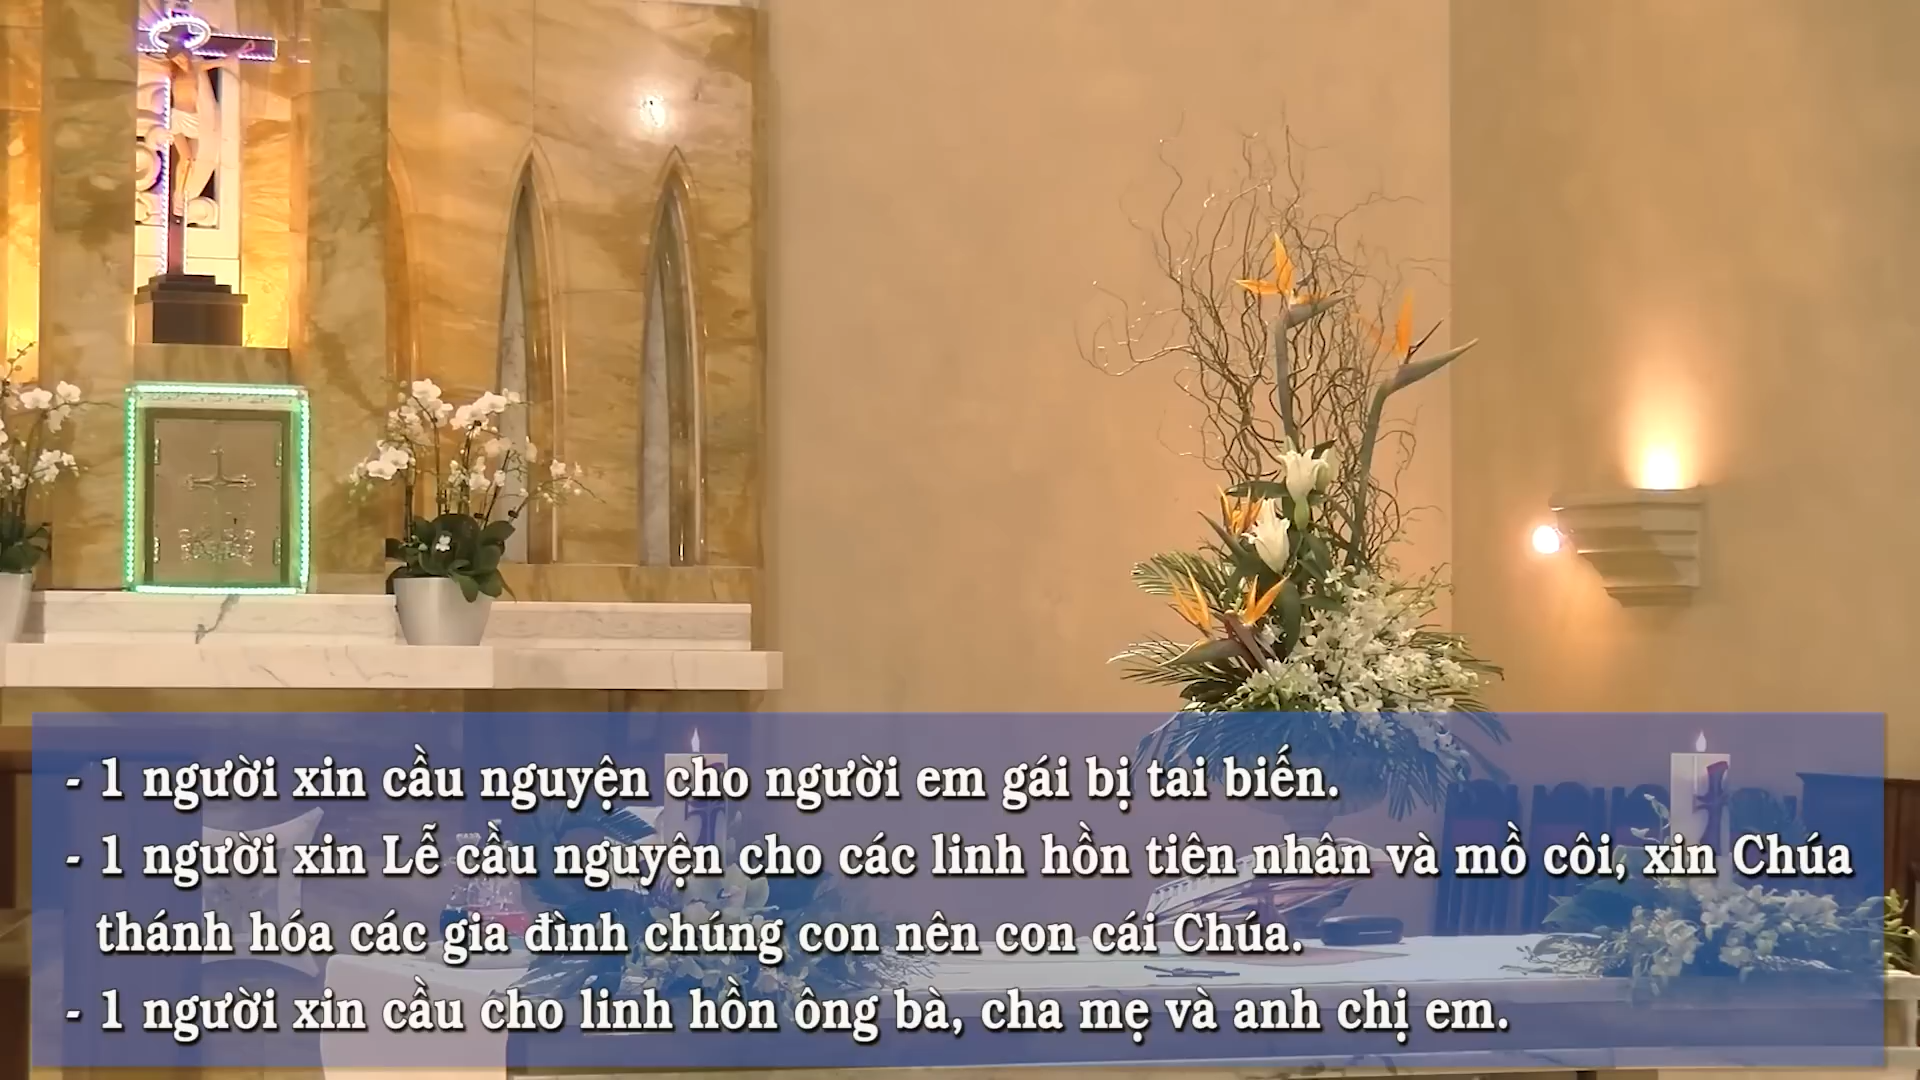 - 1 người xin cầu nguyện cho người em gái bị tai biến.
- 1 người xin Lễ cầu nguyện cho các linh hồn tiên nhân và mồ côi, xin Chúa
thánh hóa các gia đình chúng con nên con cái Chúa.
- 1 người xin cầu cho linh hồn ông bà, cha mẹ và anh chị em.